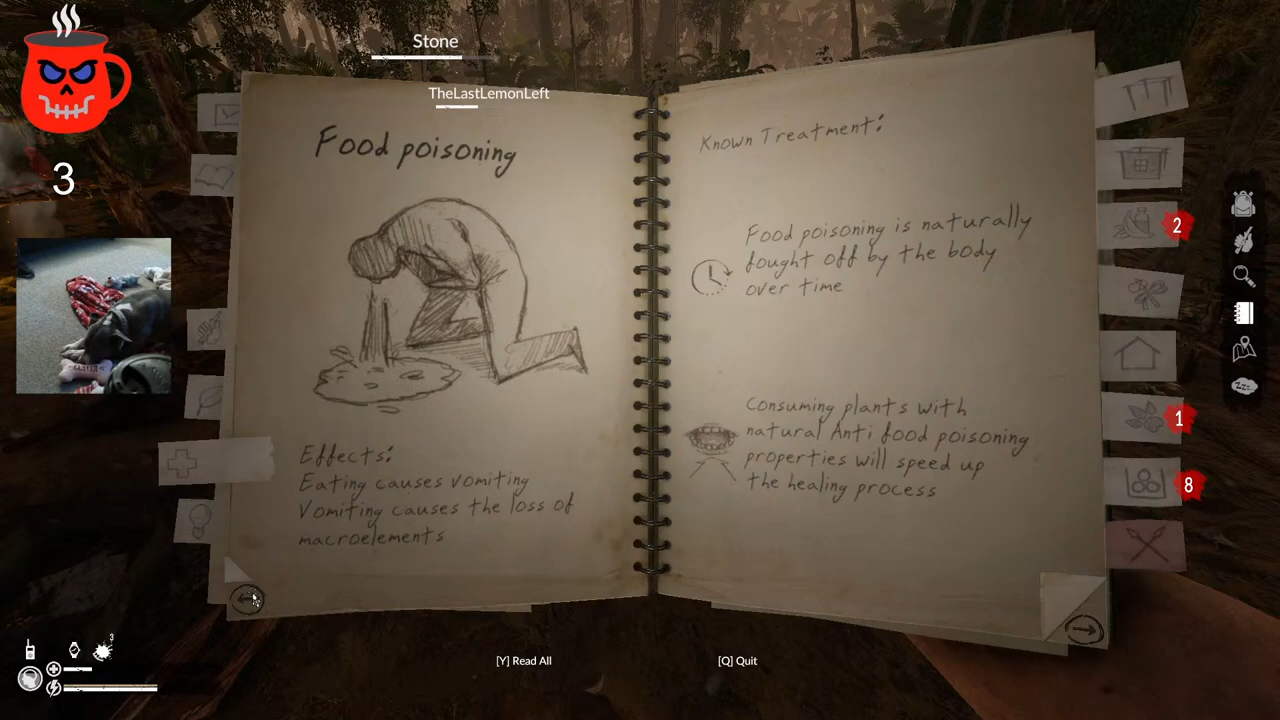 Stone
TheLastLemonLeft
3
Food poisoning
Effects:
Eating causes vomiting
Vomiting causes the loss of
macroelements
Known Treatment:
Food poisoning is naturally
fought off by the body
over time
Consuming plants with
natural Anti food poisoning
properties will speed up
the healing process
2
1
8
zzz
3
[Y] Read All
[Q] Quit